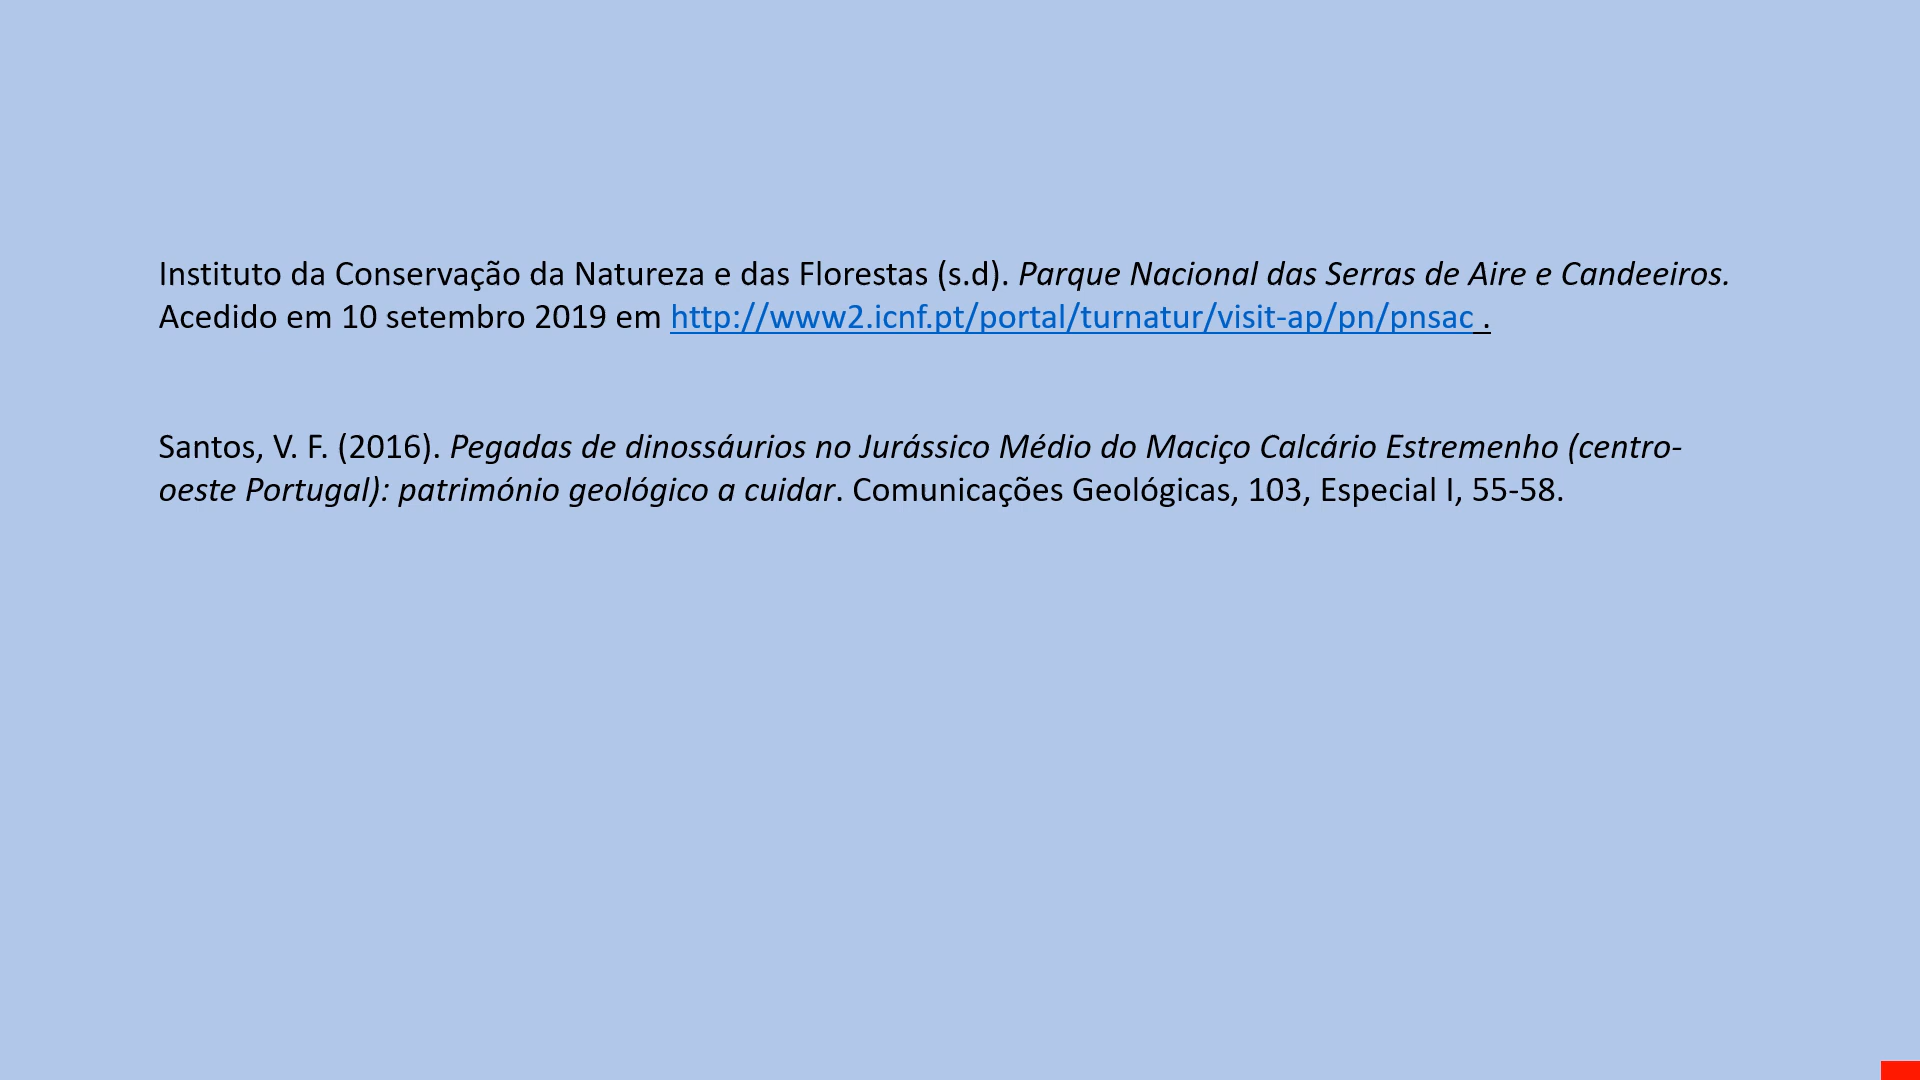 Instituto da Conservação da Natureza e das Florestas (s.d). Parque Nacional das Serras de Aire e Candeeiros.
Acedido em 10 setembro 2019 em http://www2.icnf.pt/portal/turnatur/visit-ap/pn/pnsac .
Santos, V. F. (2016). Pegadas de dinossáurios no Jurássico Médio do Maciço Calcário Estremenho (centro-
oeste Portugal): património geológico a cuidar. Comunicações Geológicas, 103, Especial I, 55-58.